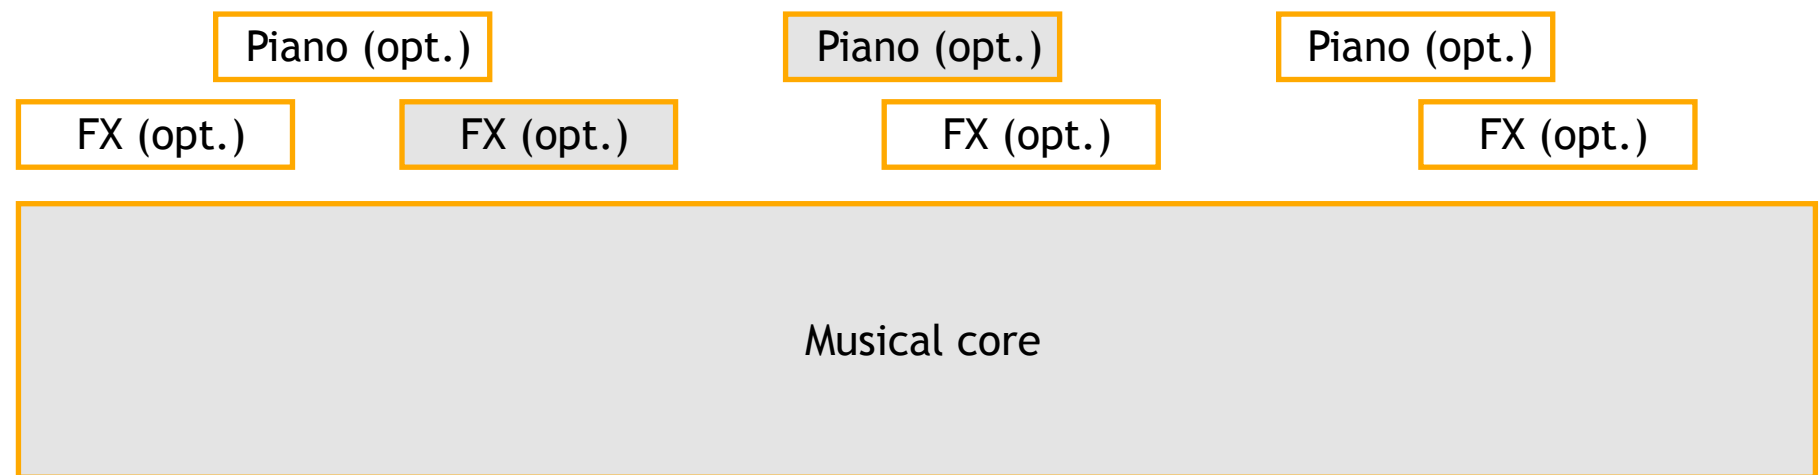 Piano (opt.) Piano (opt.) Piano (opt.)
FX (opt.) FX (opt.) FX (opt.) FX (opt.)
Musical core